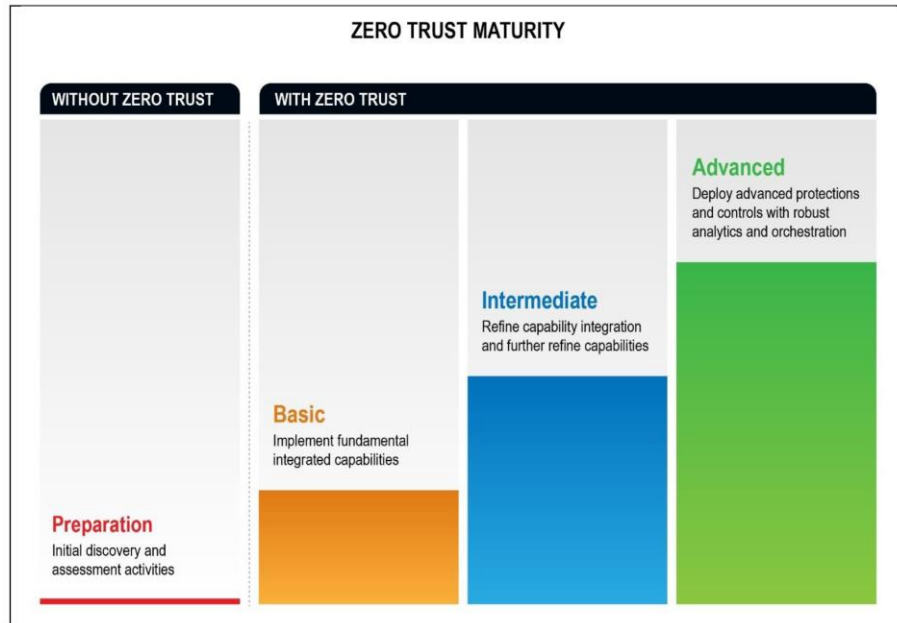 ZERO TRUST MATURITY
WITHOUT ZERO TRUST
WITH ZERO TRUST
Preparation
Initial discovery and
assessment activities
Basic
Implement fundamental
integrated capabilities
Intermediate
Refine capability integration
and further refine capabilities
Advanced
Deploy advanced protections
and controls with robust
analytics and orchestration